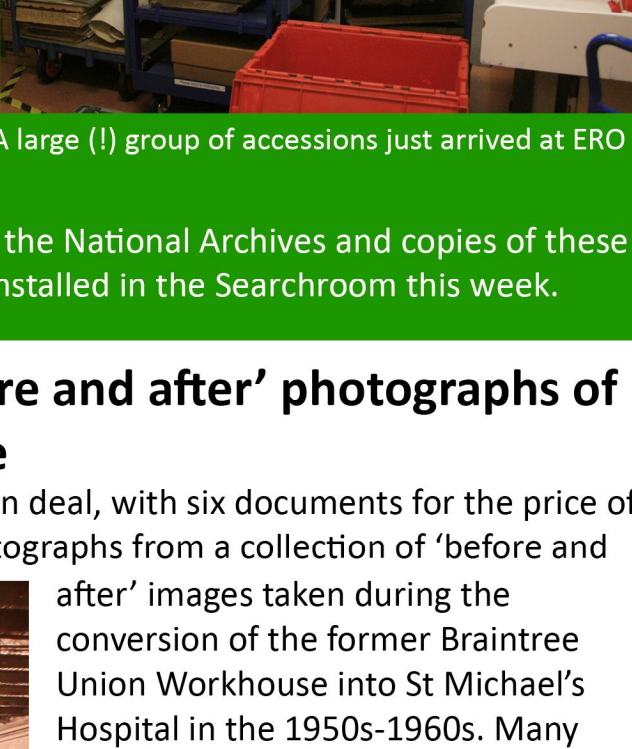 A large (!) group of accessions just arrived at ERO
the National Archives and copies of these
nstalled in the Searchroom this week.
re and after’ photographs of
e
n deal, with six documents for the price of
tographs from a collection of ‘before and
after’ images taken during the
conversion of the former Braintree
Union Workhouse into St Michael’s
Hospital in the 1950s-1960s. Many